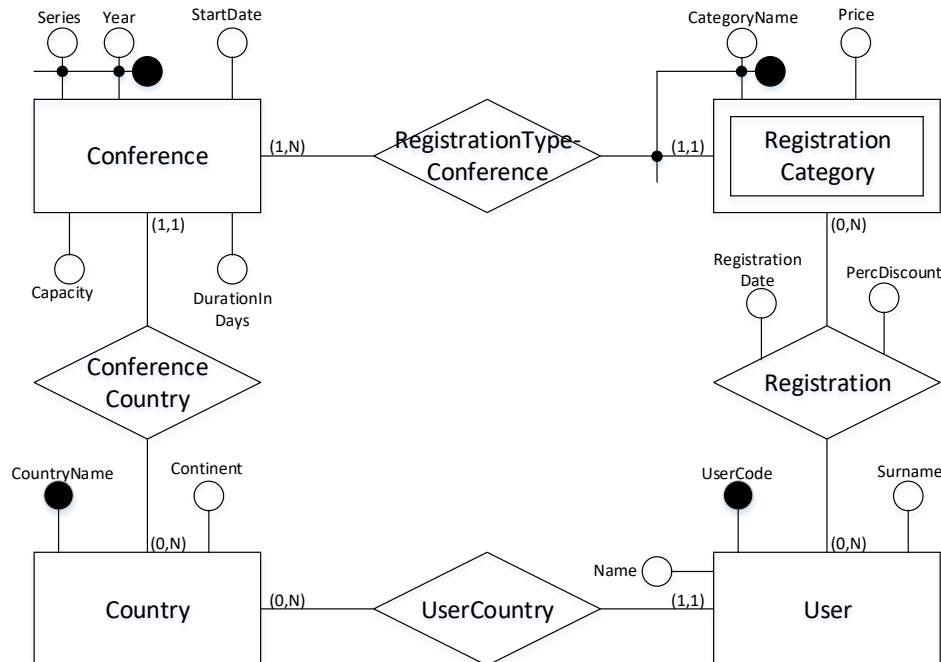 Series
Year
StartDate
CategoryName
Price
Conference
(1,N)
RegistrationType-
Conference
(1,1)
Registration
Category
(1,1)
(0,N)
Capacity
DurationIn
Days
Registration
Date
PercDiscount
Conference
Country
Registration
CountryName
Continent
UserCode
Surname
(0,N)
(0,N)
Name
Country
(0,N)
UserCountry
(1,1)
User